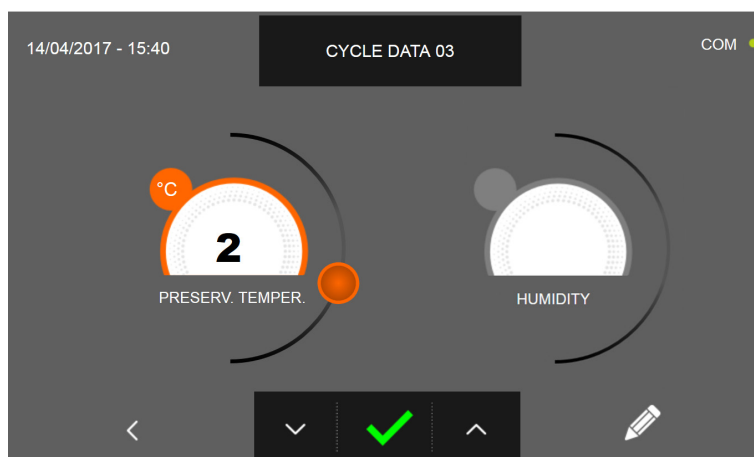 14/04/2017 - 15:40
CYCLE DATA 03
COM
°C
2
PRESERV. TEMPER.
HUMIDITY